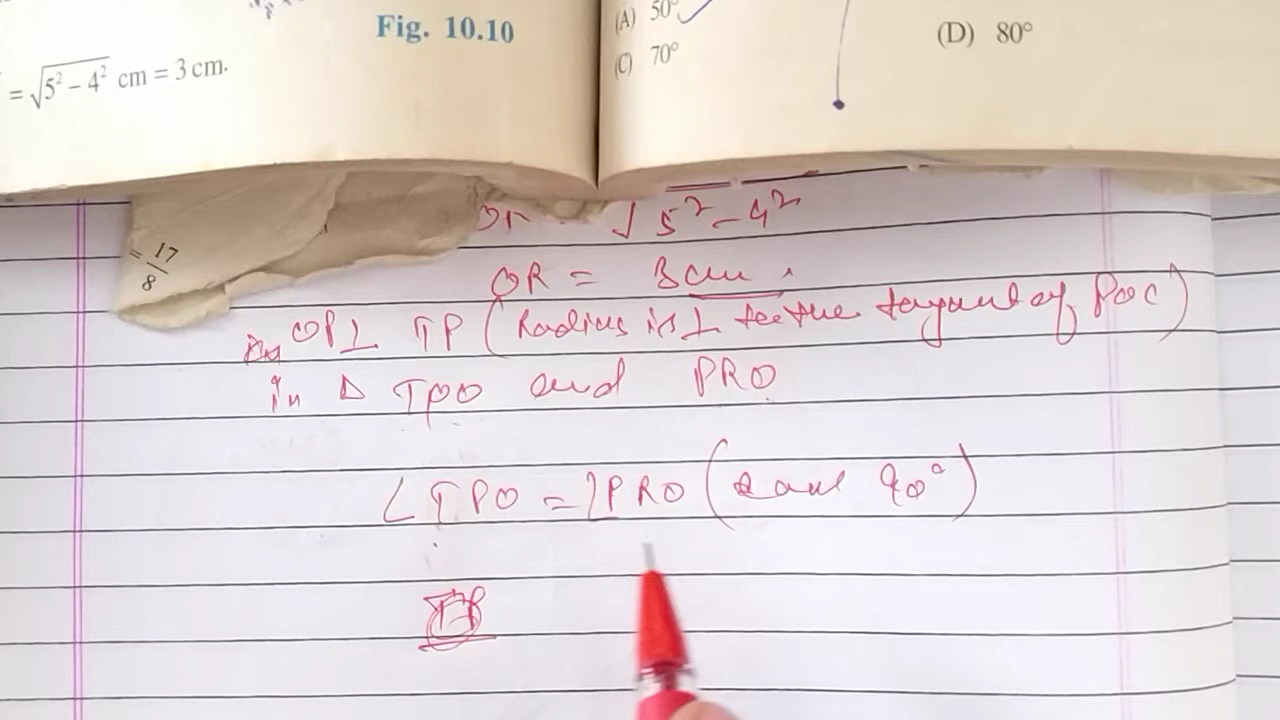 Fig. 10.10
= √5² – 4² cm = 3 cm.
(A) 50°
(C) 70°
(D) 80°
= 17/8
√5² – 4²
OR = 3cm.
OP⊥ TP (Radius is ⊥ to the tangent of POC)
in Δ TPO and PRO
∠TPO = ∠PRO (each 90°)